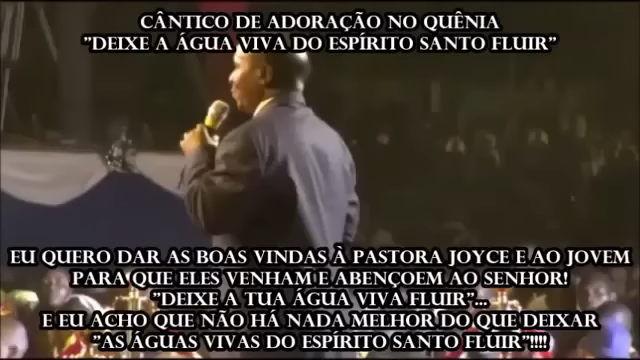 CÂNTICO DE ADORAÇÃO NO QUÊNIA
"DEIXE A ÁGUA VIVA DO ESPÍRITO SANTO FLUIR"
EU QUERO DAR AS BOAS VINDAS À PASTORA JOYCE E AO JOVEM
PARA QUE ELES VENHAM E ABENÇOEM AO SENHOR!
"DEIXE A TUA ÁGUA VIVA FLUIR"...
E EU ACHO QUE NÃO HÁ NADA MELHOR DO QUE DEIXAR
"AS ÁGUAS VIVAS DO ESPÍRITO SANTO FLUIR"!!!!